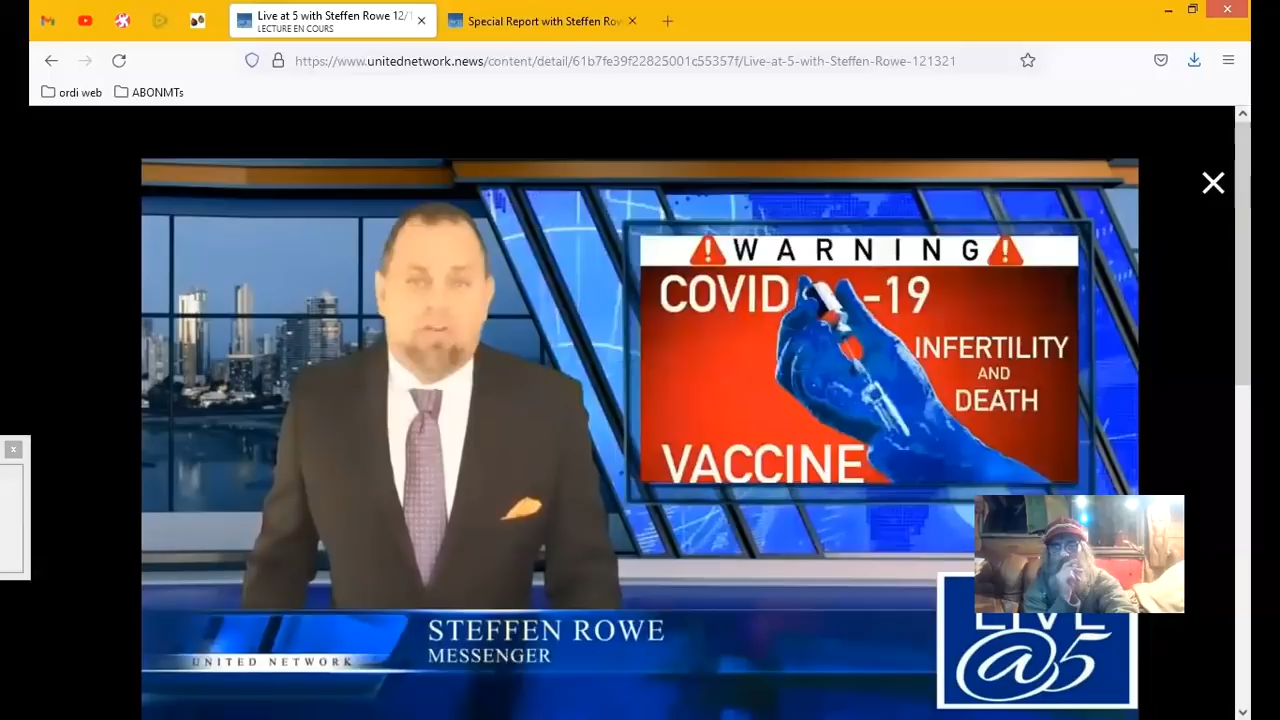 Live at 5 with Steffen Rowe 12/1
LECTURE EN COURS
Special Report with Steffen Rov
https://www.unitednetwork.news/content/detail/61b7fe39f22825001c55357f/Live-at-5-with-Steffen-Rowe-121321
ordi web
ABONMTs
WARNING
COVID -19
INFERTILITY
AND
DEATH
VACCINE
STEFFEN ROWE
MESSENGER
UNITED NETWORK
LIVE
@5